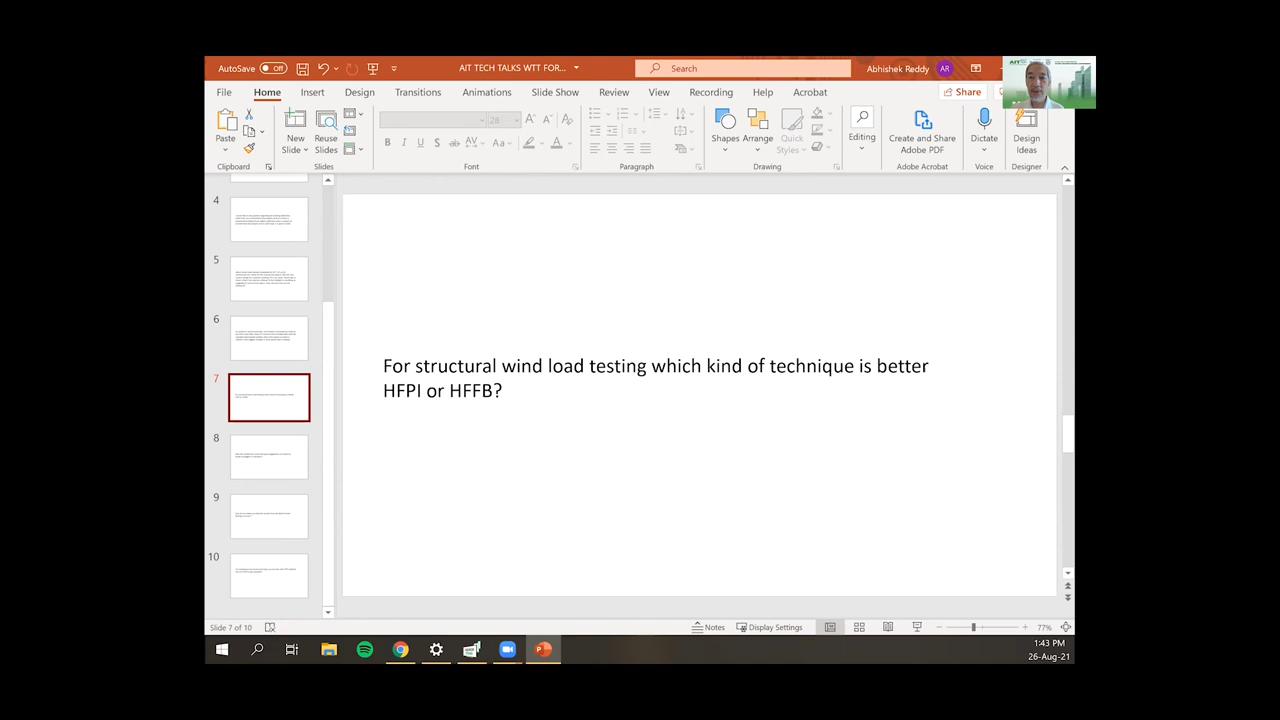 AutoSave Off AIT TECH TALKS WTT FOR... Search Abhishek Reddy AR
File Home Insert Design Transitions Animations Slide Show Review View Recording Help Acrobat Share
Paste New Slide Reuse Slides 28 Shapes Arrange Quick Styles Editing Create and Share Adobe PDF Dictate Design Ideas
Clipboard Slides Font Paragraph Drawing Adobe Acrobat Voice Designer
4
5
6
7
8
9
10
For structural wind load testing which kind of technique is better
HFPI or HFFB?
Slide 7 of 10 Notes Display Settings 77%
1:43 PM
26-Aug-21